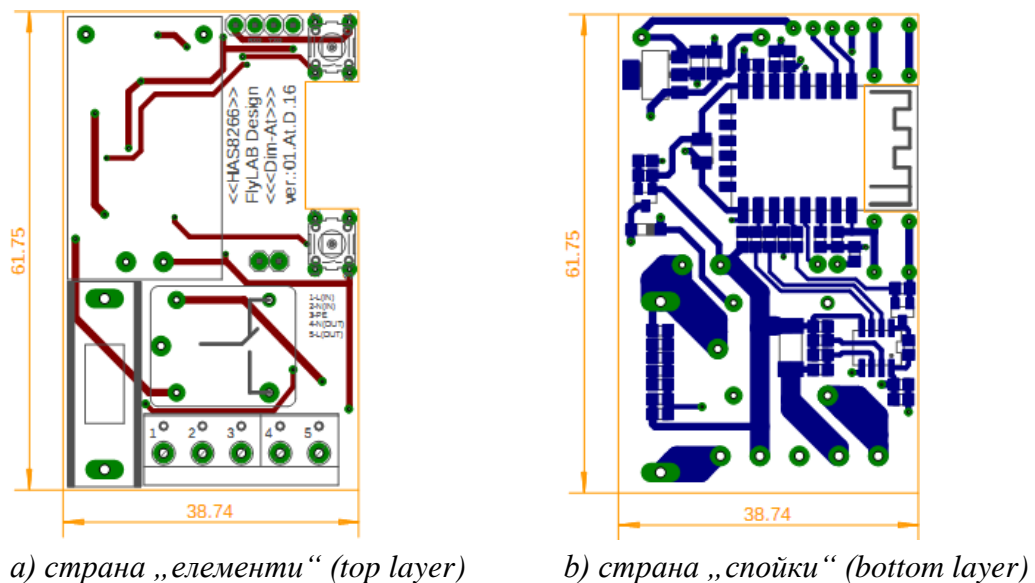 61.75
<<HAS8266>>
FlyLAB Design
<<<Dim-At>>>
ver.:01.At.D.16
1-L(IN)
2-N(IN)
3-PE
4-N(OUT)
5-L(OUT)
1 2 3 4 5
38.74
61.75
38.74
a) страна „елементи“ (top layer)
b) страна „спойки“ (bottom layer)